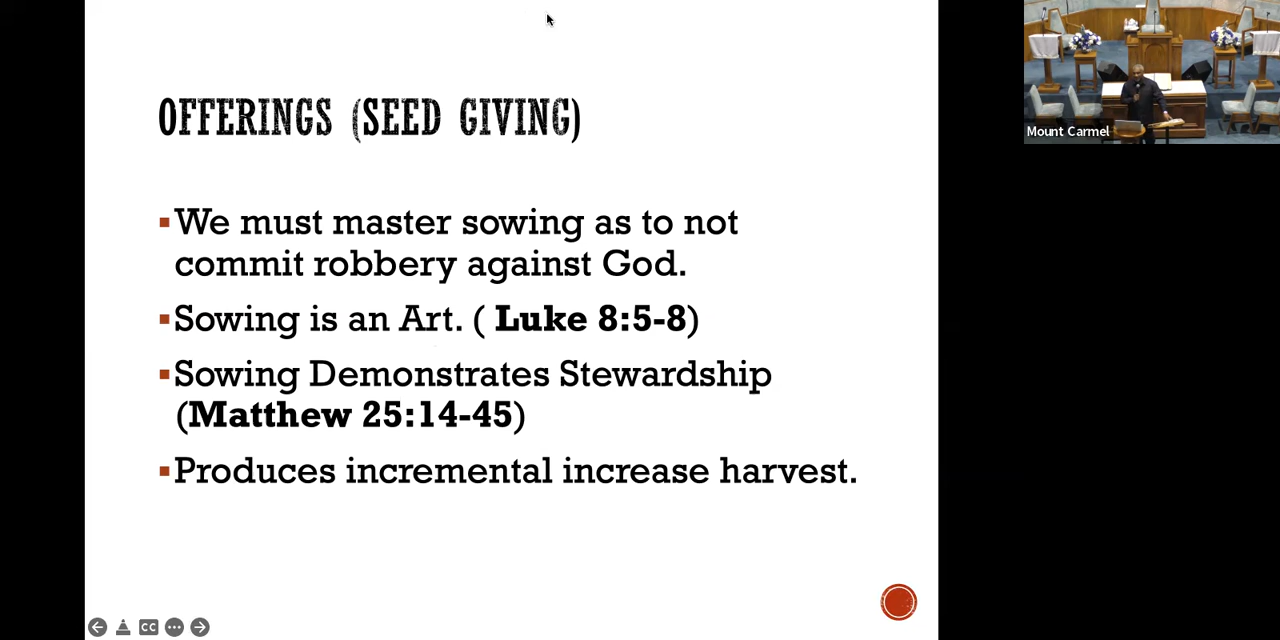 OFFERINGS (SEED GIVING)
▪We must master sowing as to not
commit robbery against God.
▪Sowing is an Art. ( Luke 8:5-8)
▪Sowing Demonstrates Stewardship
(Matthew 25:14-45)
▪Produces incremental increase harvest.
CC
Mount Carmel